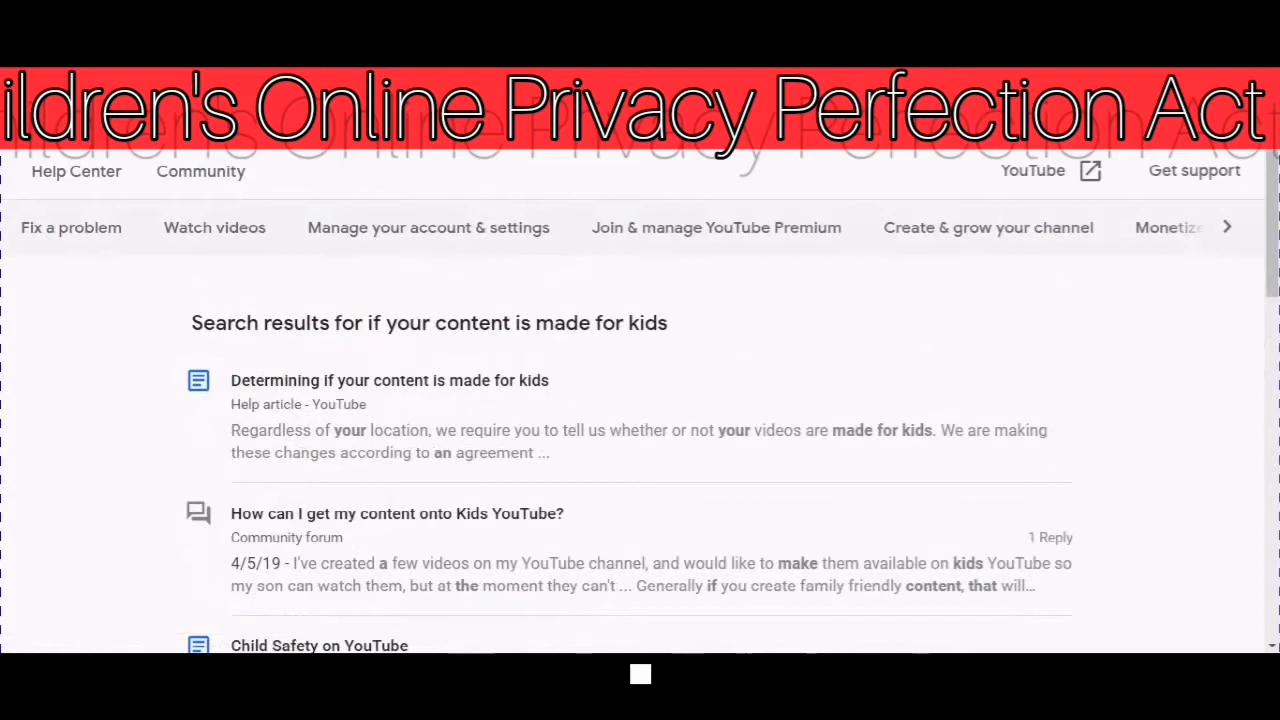 ildren's Online Privacy Perfection Act
Help Center Community YouTube Get support
Fix a problem Watch videos Manage your account & settings Join & manage YouTube Premium Create & grow your channel Monetize
Search results for if your content is made for kids
Determining if your content is made for kids
Help article - YouTube
Regardless of your location, we require you to tell us whether or not your videos are made for kids. We are making
these changes according to an agreement ...
How can I get my content onto Kids YouTube?
Community forum 1 Reply
4/5/19 - I've created a few videos on my YouTube channel, and would like to make them available on kids YouTube so
my son can watch them, but at the moment they can't ... Generally if you create family friendly content, that will...
Child Safety on YouTube